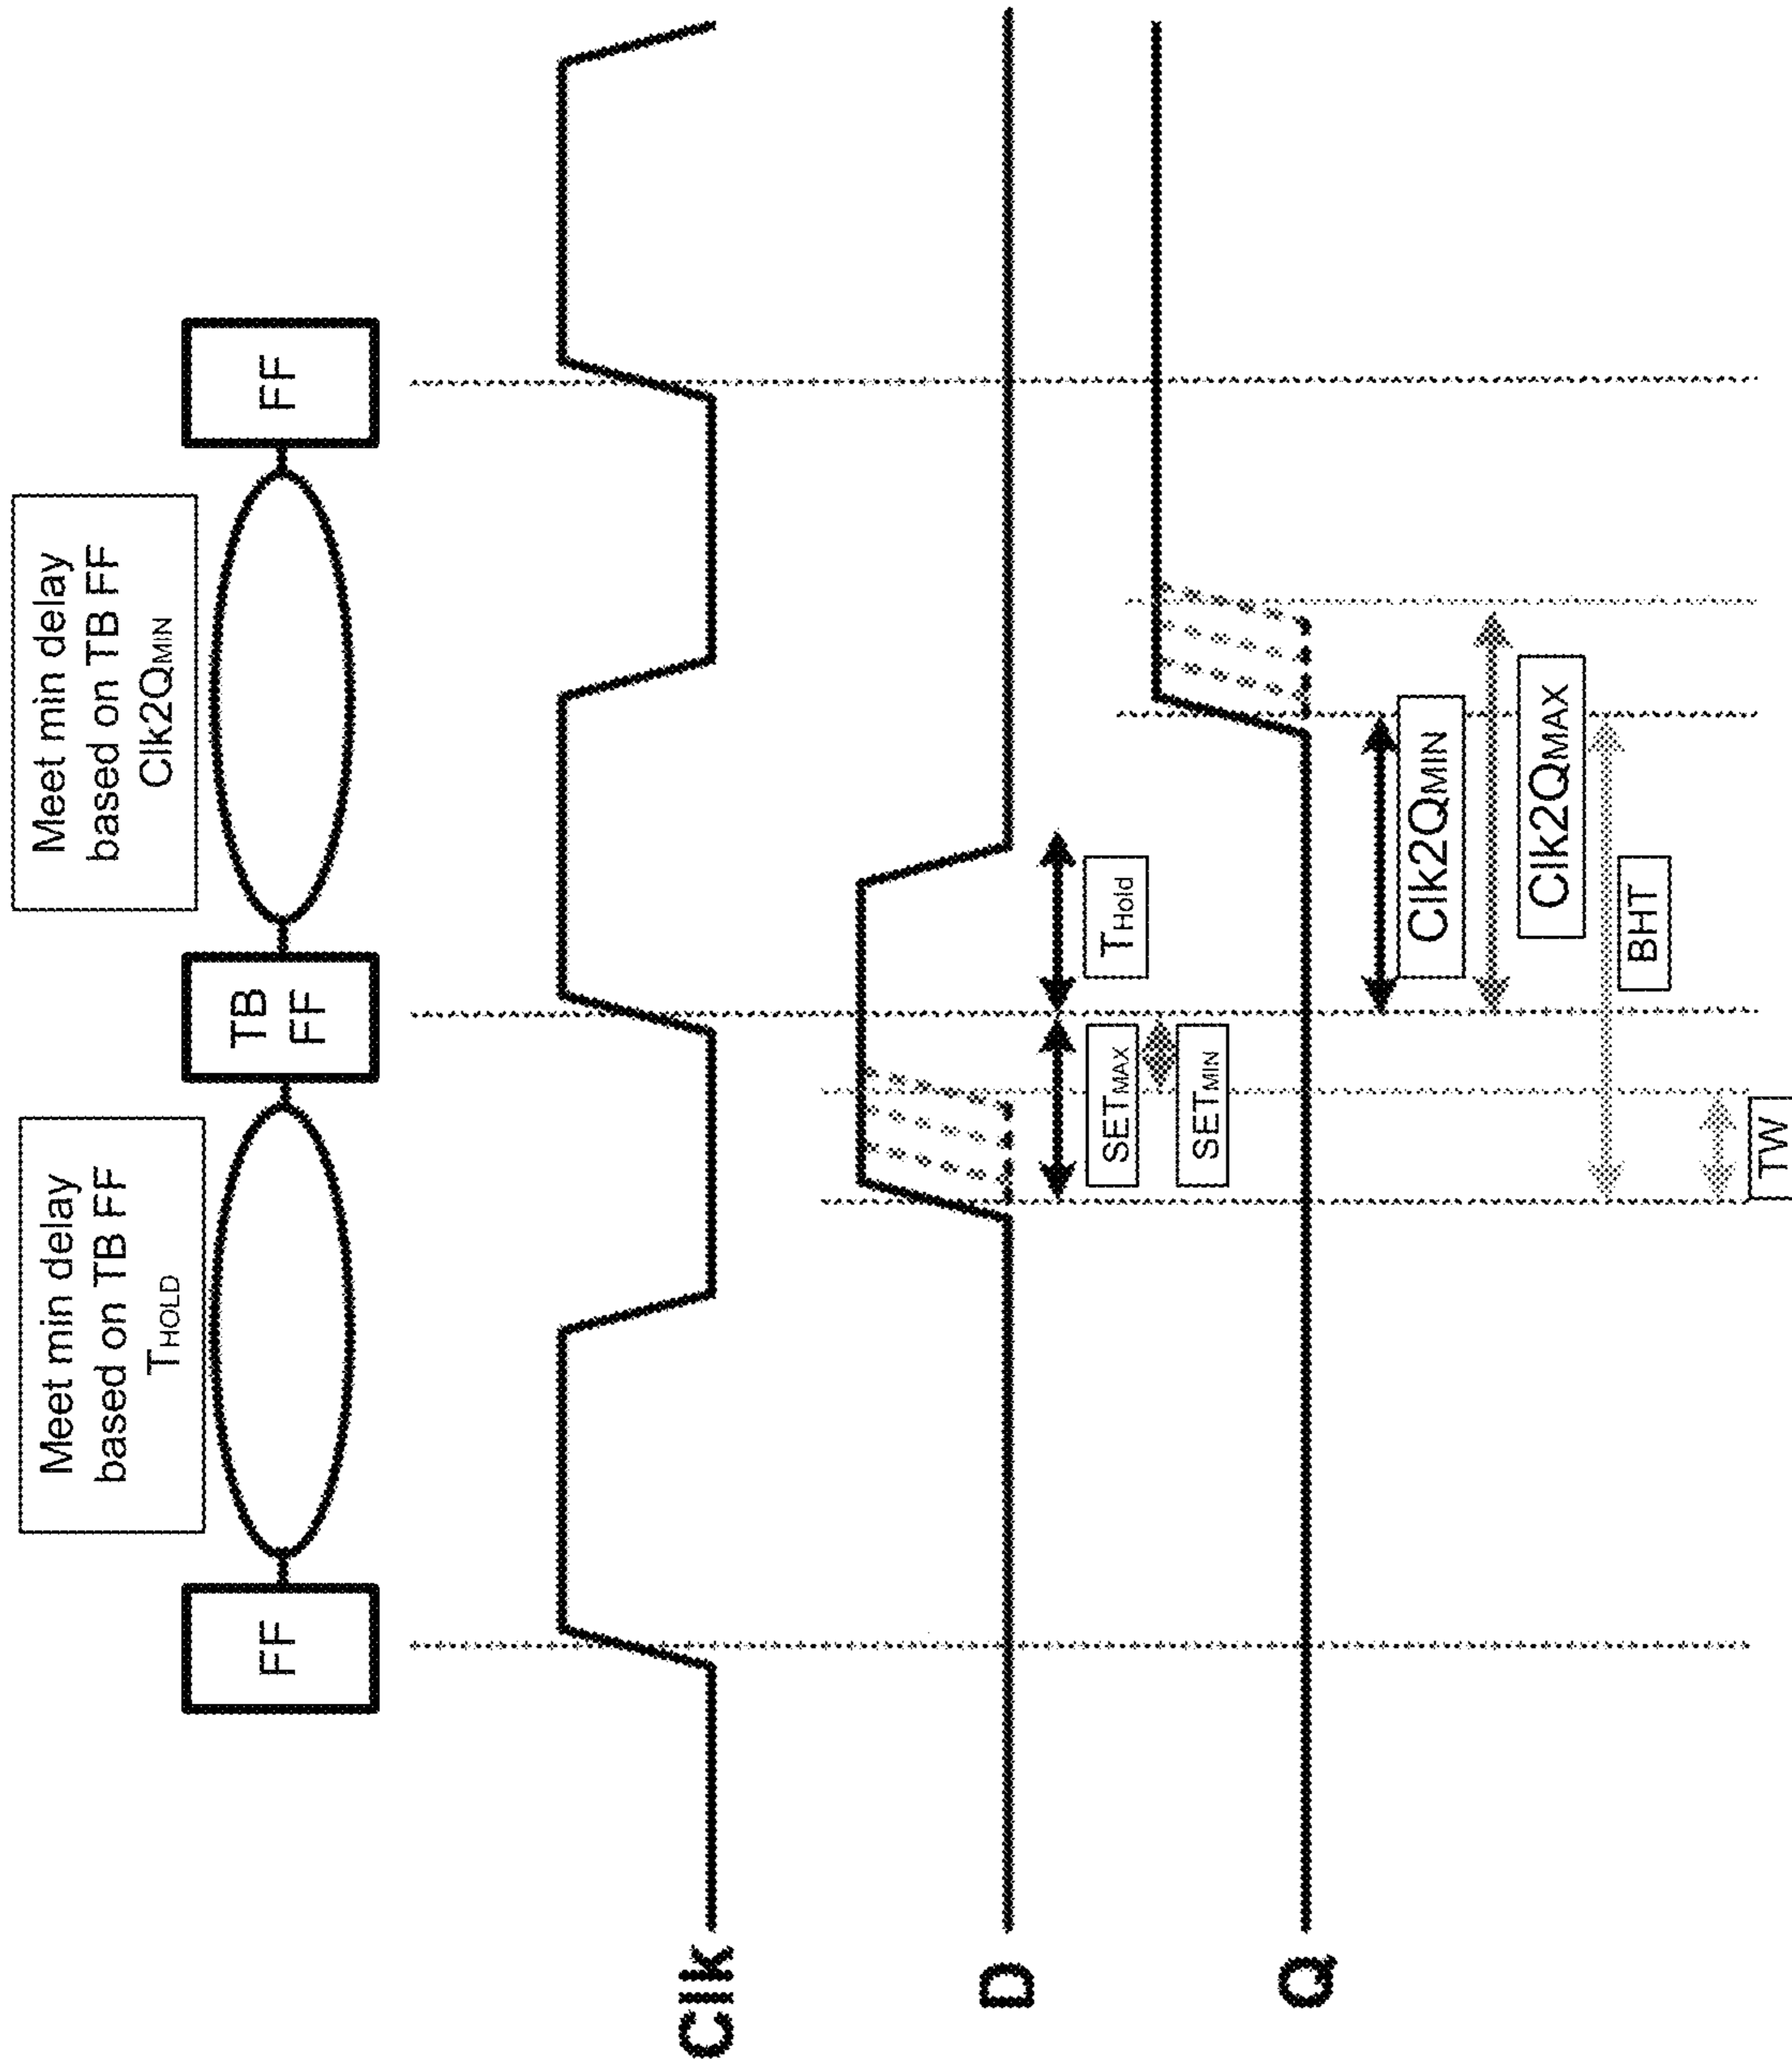 Meet min delay
based on TB FF
THOLD
Meet min delay
based on TB FF
Clk2QMIN
FF
TB
FF
FF
Clk
D
SETMAX
THold
SETMIN
Q
Clk2QMIN
Clk2QMAX
BHT
TW